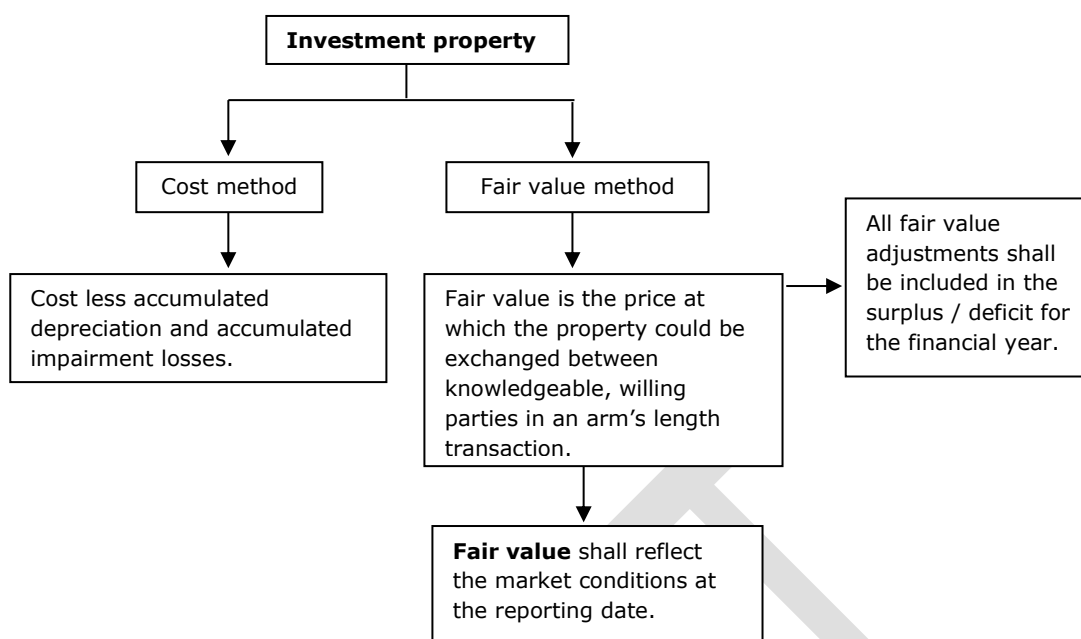 Investment property
Cost method
Fair value method
Cost less accumulated
depreciation and accumulated
impairment losses.
Fair value is the price at
which the property could be
exchanged between
knowledgeable, willing
parties in an arm’s length
transaction.
All fair value
adjustments shall
be included in the
surplus / deficit for
the financial year.
Fair value shall reflect
the market conditions at
the reporting date.